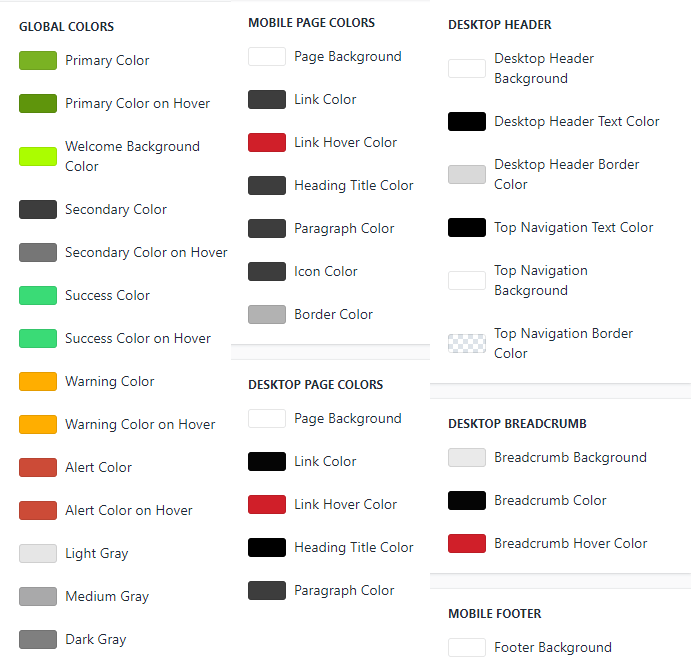 GLOBAL COLORS
Primary Color
Primary Color on Hover
Welcome Background
Color
Secondary Color
Secondary Color on Hover
Success Color
Success Color on Hover
Warning Color
Warning Color on Hover
Alert Color
Alert Color on Hover
Light Gray
Medium Gray
Dark Gray
MOBILE PAGE COLORS
Page Background
Link Color
Link Hover Color
Heading Title Color
Paragraph Color
Icon Color
Border Color
DESKTOP PAGE COLORS
Page Background
Link Color
Link Hover Color
Heading Title Color
Paragraph Color
DESKTOP HEADER
Desktop Header
Background
Desktop Header Text Color
Desktop Header Border
Color
Top Navigation Text Color
Top Navigation
Background
Top Navigation Border
Color
DESKTOP BREADCRUMB
Breadcrumb Background
Breadcrumb Color
Breadcrumb Hover Color
MOBILE FOOTER
Footer Background